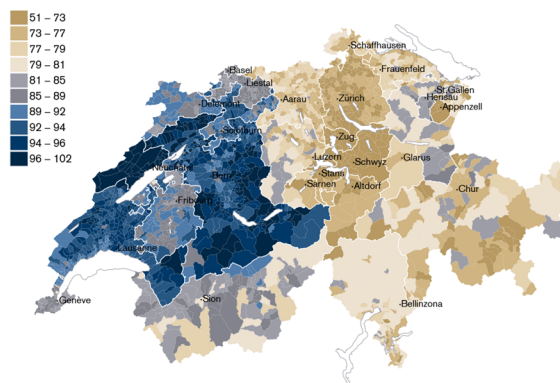 51 – 73
73 – 77
77 – 79
79 – 81
81 – 85
85 – 89
89 – 92
92 – 94
94 – 96
96 – 102
Schaffhausen
Basel
Frauenfeld
Liestal
St.Gallen
Herisau
Aarau
Zürich
Delémont
Appenzell
Solothurn
Zug
Luzern
Schwyz
Glarus
Neuchâtel
Bern
Stans
Sarnen
Altdorf
Chur
Fribourg
Lausanne
Genève
Sion
Bellinzona